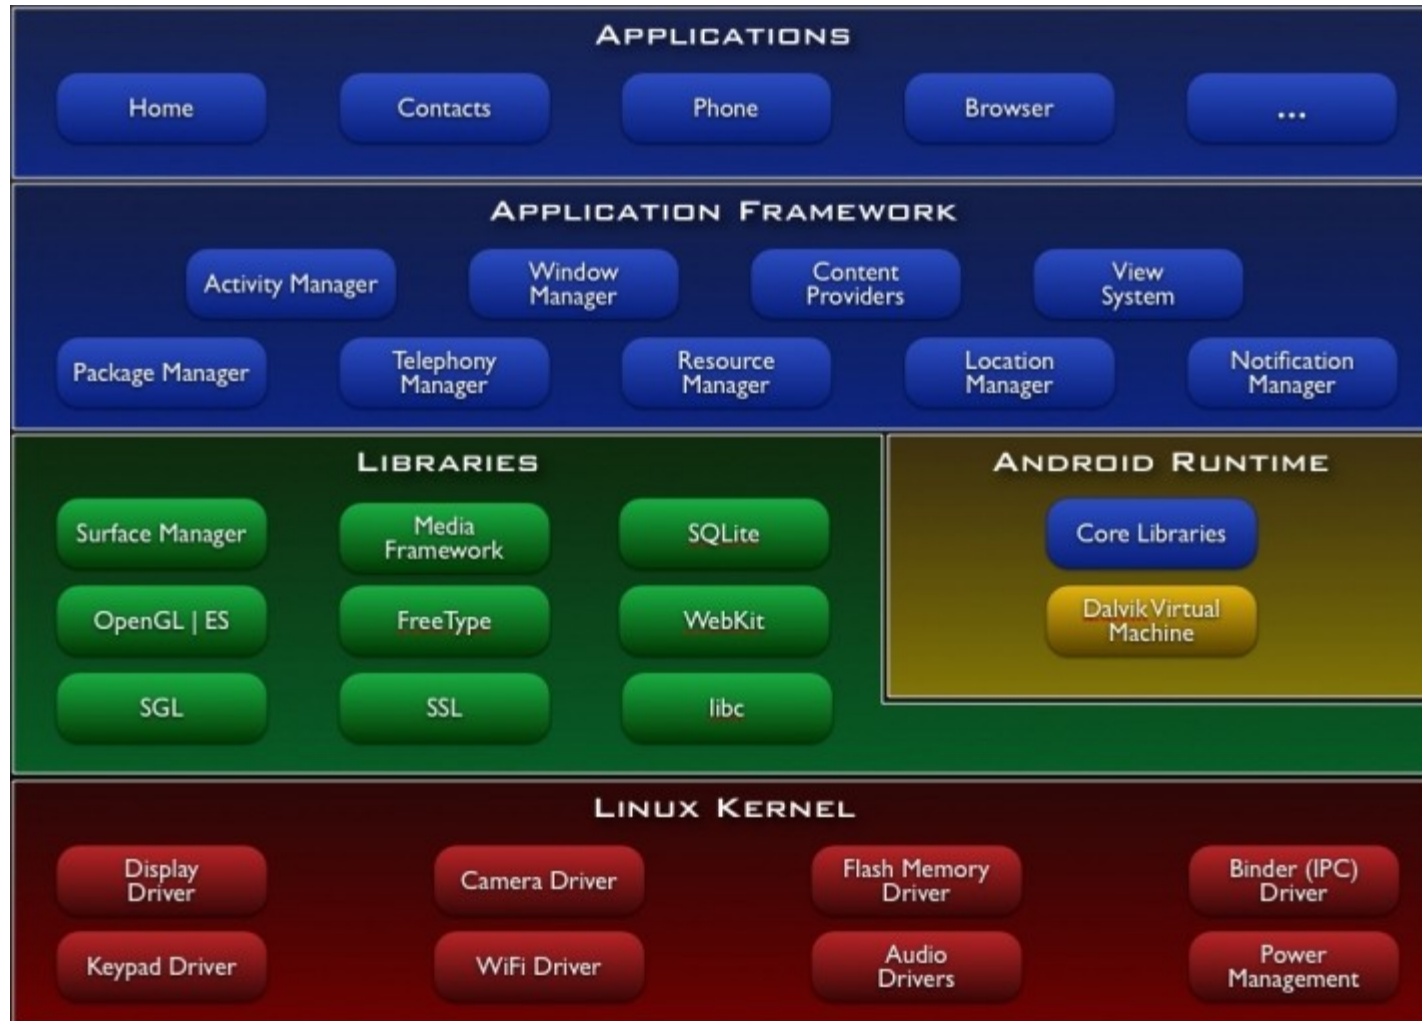 APPLICATIONS
Home
Contacts
Phone
Browser
...
APPLICATION FRAMEWORK
Activity Manager
Window
Manager
Content
Providers
View
System
Package Manager
Telephony
Manager
Resource
Manager
Location
Manager
Notification
Manager
LIBRARIES
Surface Manager
Media
Framework
SQLite
OpenGL | ES
FreeType
WebKit
SGL
SSL
libc
ANDROID RUNTIME
Core Libraries
Dalvik Virtual
Machine
LINUX KERNEL
Display
Driver
Camera Driver
Flash Memory
Driver
Binder (IPC)
Driver
Keypad Driver
WiFi Driver
Audio
Drivers
Power
Management